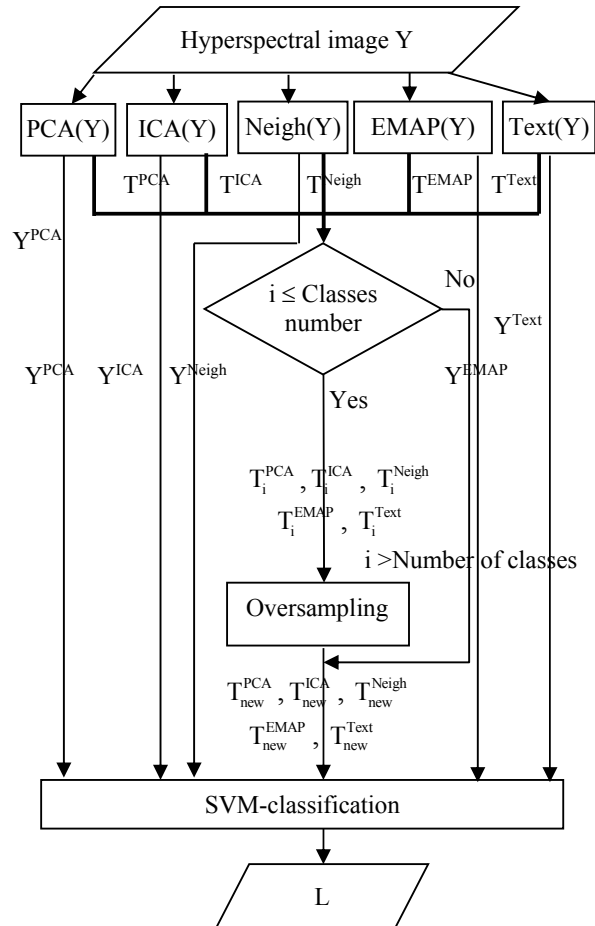 Hyperspectral image Y
PCA(Y) ICA(Y) Neigh(Y) EMAP(Y) Text(Y)
T^PCA T^ICA T^Neigh T^EMAP T^Text
Y^PCA
i ≤ Classes
number
No
Y^Text
Y^PCA Y^ICA Y^Neigh Y^EMAP
Yes
T_i^PCA , T_i^ICA , T_i^Neigh
T_i^EMAP , T_i^Text
i >Number of classes
Oversampling
T_new^PCA , T_new^ICA , T_new^Neigh
T_new^EMAP , T_new^Text
SVM-classification
L